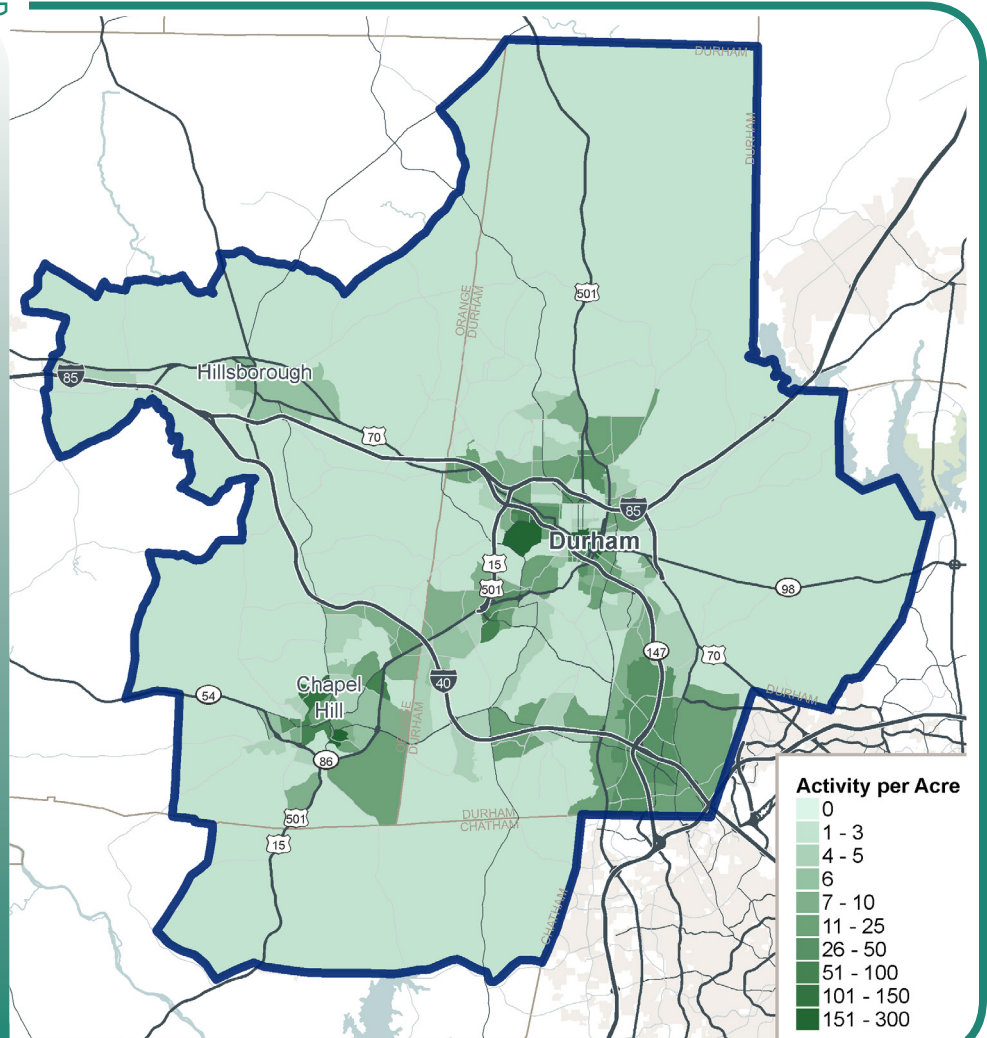 DURHAM
DURHAM
ORANGE
DURHAM
501
Hillsborough
85
70
85
Durham
15
501
98
147
70
40
Chapel
Hill
54
ORANGE
DURHAM
DURHAM
86
501
15
DURHAM
CHATHAM
CHATHAM
Activity per Acre
0
1 - 3
4 - 5
6
7 - 10
11 - 25
26 - 50
51 - 100
101 - 150
151 - 300